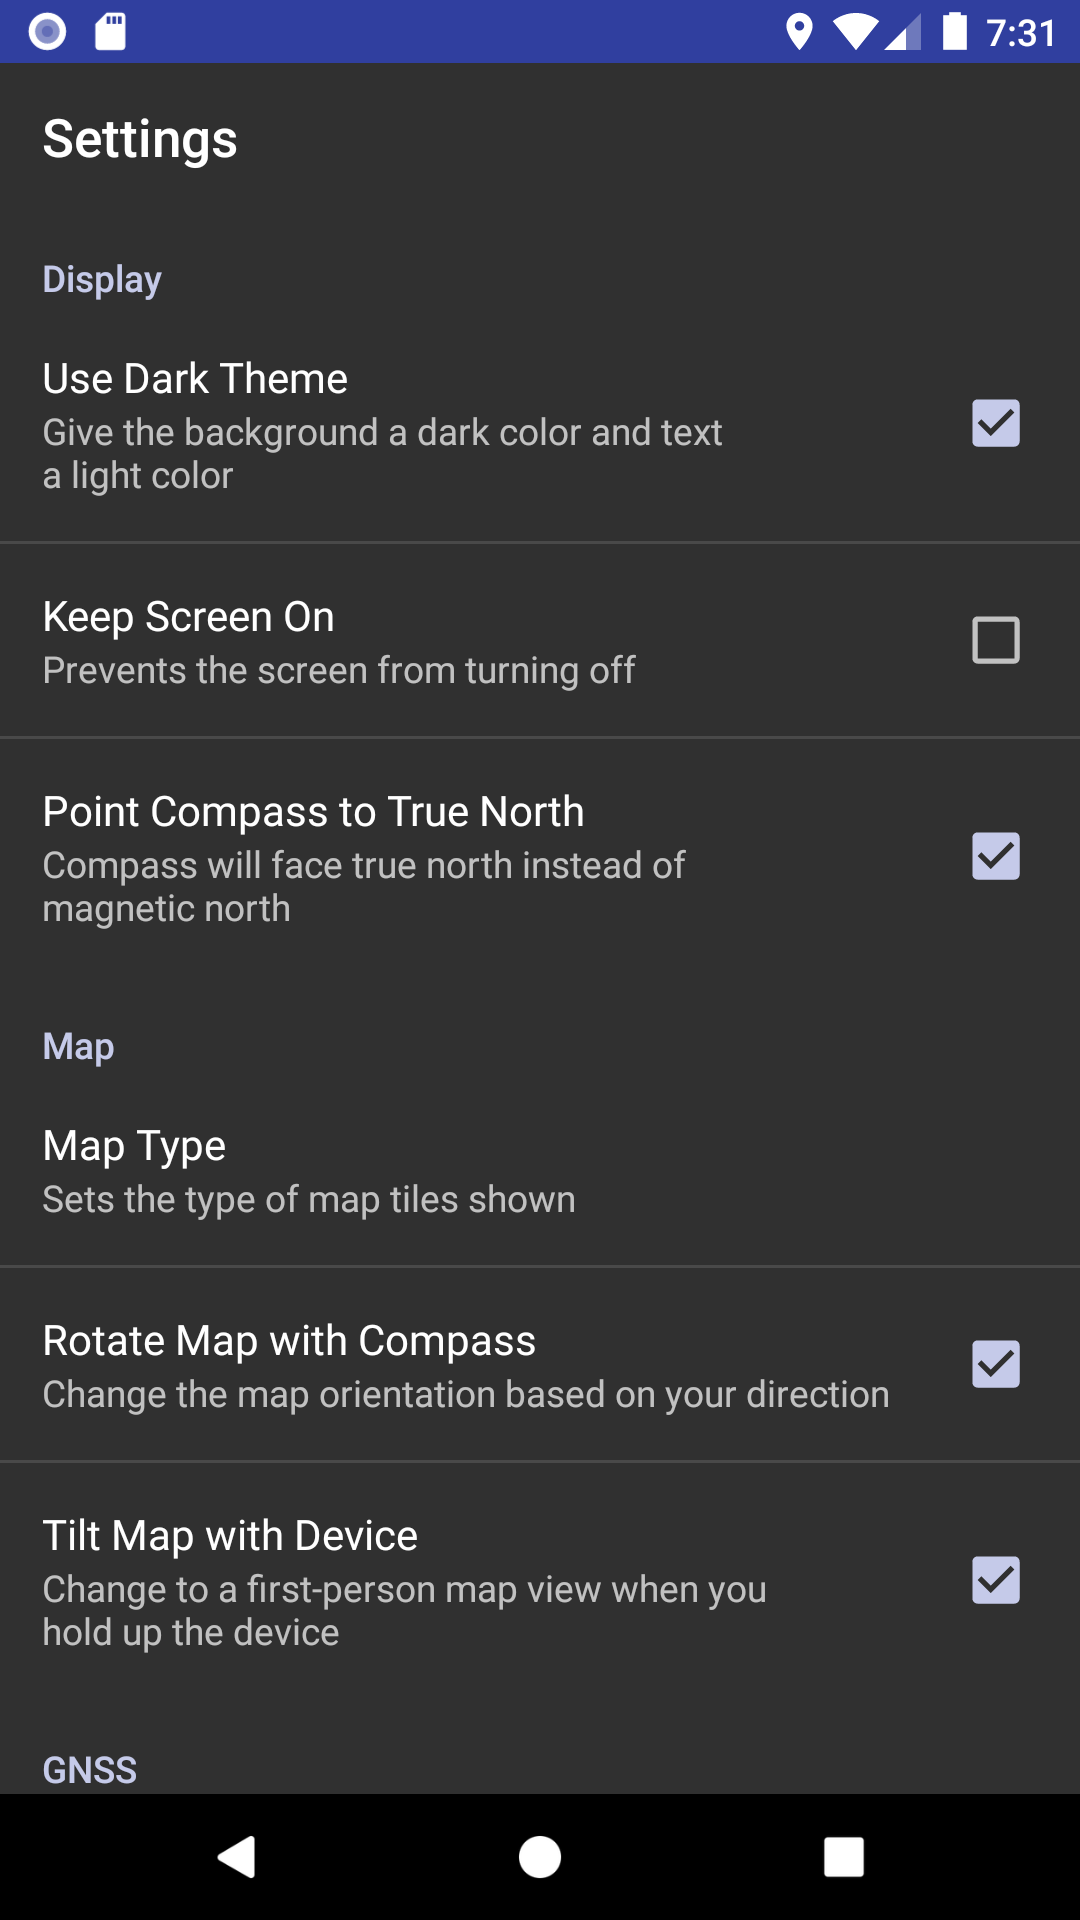 7:31
Settings
Display
Use Dark Theme
Give the background a dark color and text
a light color
Keep Screen On
Prevents the screen from turning off
Point Compass to True North
Compass will face true north instead of
magnetic north
Map
Map Type
Sets the type of map tiles shown
Rotate Map with Compass
Change the map orientation based on your direction
Tilt Map with Device
Change to a first-person map view when you
hold up the device
GNSS